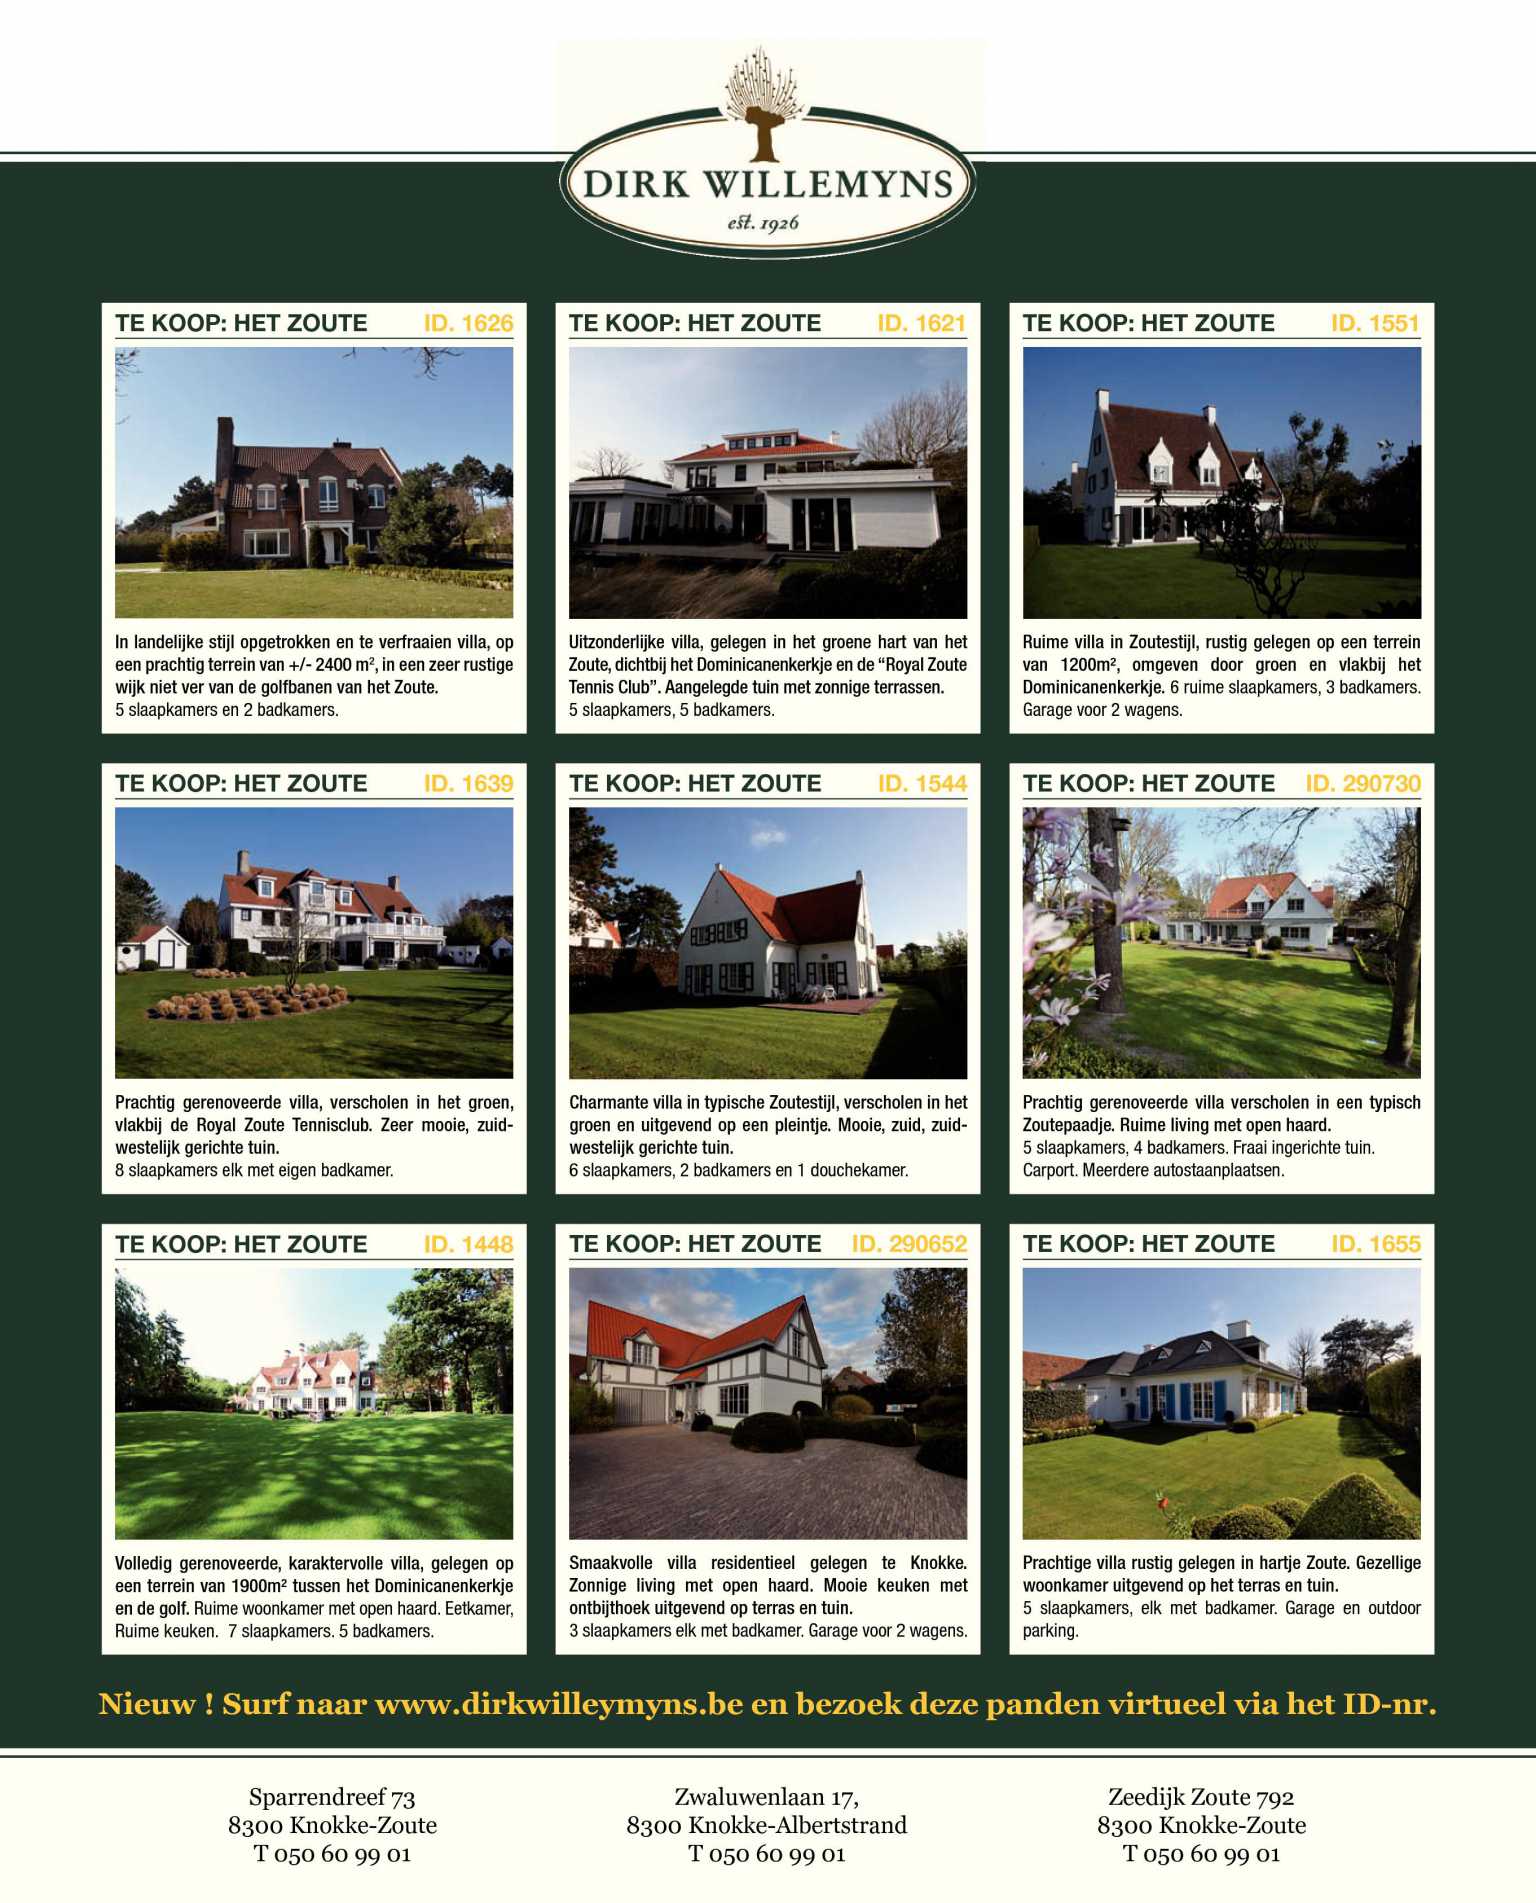 DIRK WILLEMYNS
est. 1926
TE KOOP: HET ZOUTE ID. 1626
In landelijke stijl opgetrokken en te verfraaien villa, op
een prachtig terrein van +/- 2400 m², in een zeer rustige
wijk niet ver van de golfbanen van het Zoute.
5 slaapkamers en 2 badkamers.
TE KOOP: HET ZOUTE ID. 1621
Uitzonderlijke villa, gelegen in het groene hart van het
Zoute, dichtbij het Dominicanenkerkje en de “Royal Zoute
Tennis Club”. Aangelegde tuin met zonnige terrassen.
5 slaapkamers, 5 badkamers.
TE KOOP: HET ZOUTE ID. 1551
Ruime villa in Zoutestijl, rustig gelegen op een terrein
van 1200m², omgeven door groen en vlakbij het
Dominicanenkerkje. 6 ruime slaapkamers, 3 badkamers.
Garage voor 2 wagens.
TE KOOP: HET ZOUTE ID. 1639
Prachtig gerenoveerde villa, verscholen in het groen,
vlakbij de Royal Zoute Tennisclub. Zeer mooie, zuid-
westelijk gerichte tuin.
8 slaapkamers elk met eigen badkamer.
TE KOOP: HET ZOUTE ID. 1544
Charmante villa in typische Zoutestijl, verscholen in het
groen en uitgevend op een pleintje. Mooie, zuid, zuid-
westelijk gerichte tuin.
6 slaapkamers, 2 badkamers en 1 douchekamer.
TE KOOP: HET ZOUTE ID. 290730
Prachtig gerenoveerde villa verscholen in een typisch
Zoutepaadje. Ruime living met open haard.
5 slaapkamers, 4 badkamers. Fraai ingerichte tuin.
Carport. Meerdere autostaanplaatsen.
TE KOOP: HET ZOUTE ID. 1448
Volledig gerenoveerde, karaktervolle villa, gelegen op
een terrein van 1900m² tussen het Dominicanenkerkje
en de golf. Ruime woonkamer met open haard. Eetkamer,
Ruime keuken. 7 slaapkamers. 5 badkamers.
TE KOOP: HET ZOUTE ID. 290652
Smaakvolle villa residentieel gelegen te Knokke.
Zonnige living met open haard. Mooie keuken met
ontbijthoek uitgevend op terras en tuin.
3 slaapkamers elk met badkamer. Garage voor 2 wagens.
TE KOOP: HET ZOUTE ID. 1655
Prachtige villa rustig gelegen in hartje Zoute. Gezellige
woonkamer uitgevend op het terras en tuin.
5 slaapkamers, elk met badkamer. Garage en outdoor
parking.
Nieuw ! Surf naar www.dirkwilleymyns.be en bezoek deze panden virtueel via het ID-nr.
Sparrendreef 73
8300 Knokke-Zoute
T 050 60 99 01
Zwaluwenlaan 17,
8300 Knokke-Albertstrand
T 050 60 99 01
Zeedijk Zoute 792
8300 Knokke-Zoute
T 050 60 99 01